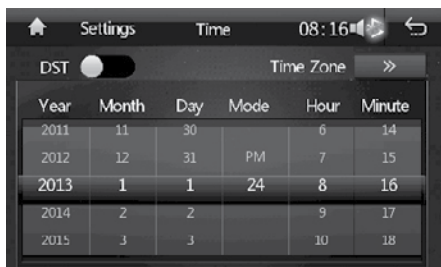 Settings Time 08:16
DST Time Zone »
Year Month Day Mode Hour Minute
2011 11 30 6 14
2012 12 31 PM 7 15
2013 1 1 24 8 16
2014 2 2 9 17
2015 3 3 10 18